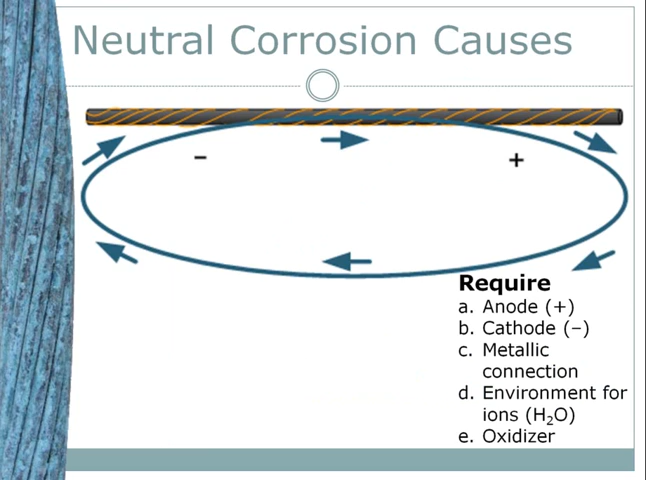 Neutral Corrosion Causes
– +
Require
a. Anode (+)
b. Cathode (–)
c. Metallic
connection
d. Environment for
ions (H₂O)
e. Oxidizer